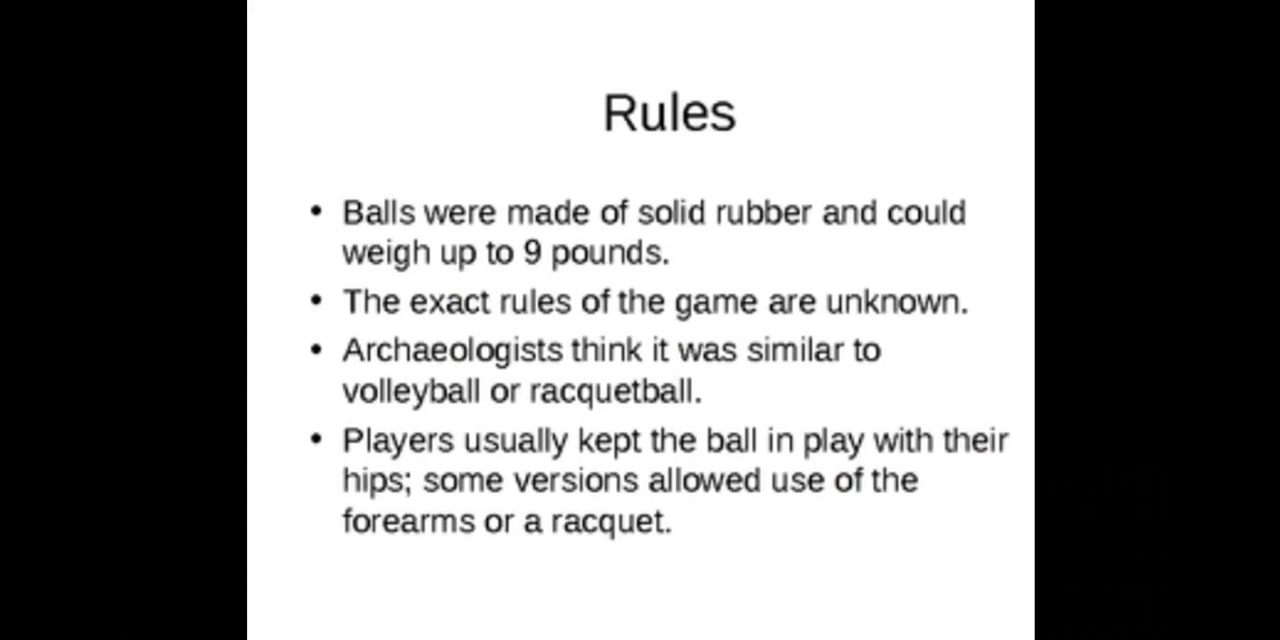 Rules
• Balls were made of solid rubber and could
weigh up to 9 pounds.
• The exact rules of the game are unknown.
• Archaeologists think it was similar to
volleyball or racquetball.
• Players usually kept the ball in play with their
hips; some versions allowed use of the
forearms or a racquet.